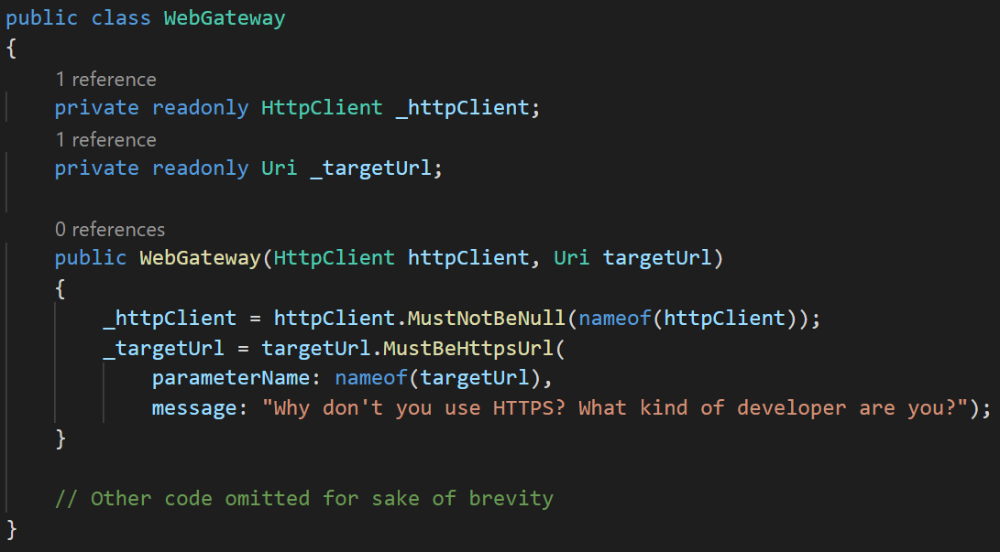 public class WebGateway
{
1 reference
private readonly HttpClient _httpClient;
1 reference
private readonly Uri _targetUrl;
0 references
public WebGateway(HttpClient httpClient, Uri targetUrl)
{
_httpClient = httpClient.MustNotBeNull(nameof(httpClient));
_targetUrl = targetUrl.MustBeHttpsUrl(
parameterName: nameof(targetUrl),
message: "Why don't you use HTTPS? What kind of developer are you?");
}
// Other code omitted for sake of brevity
}